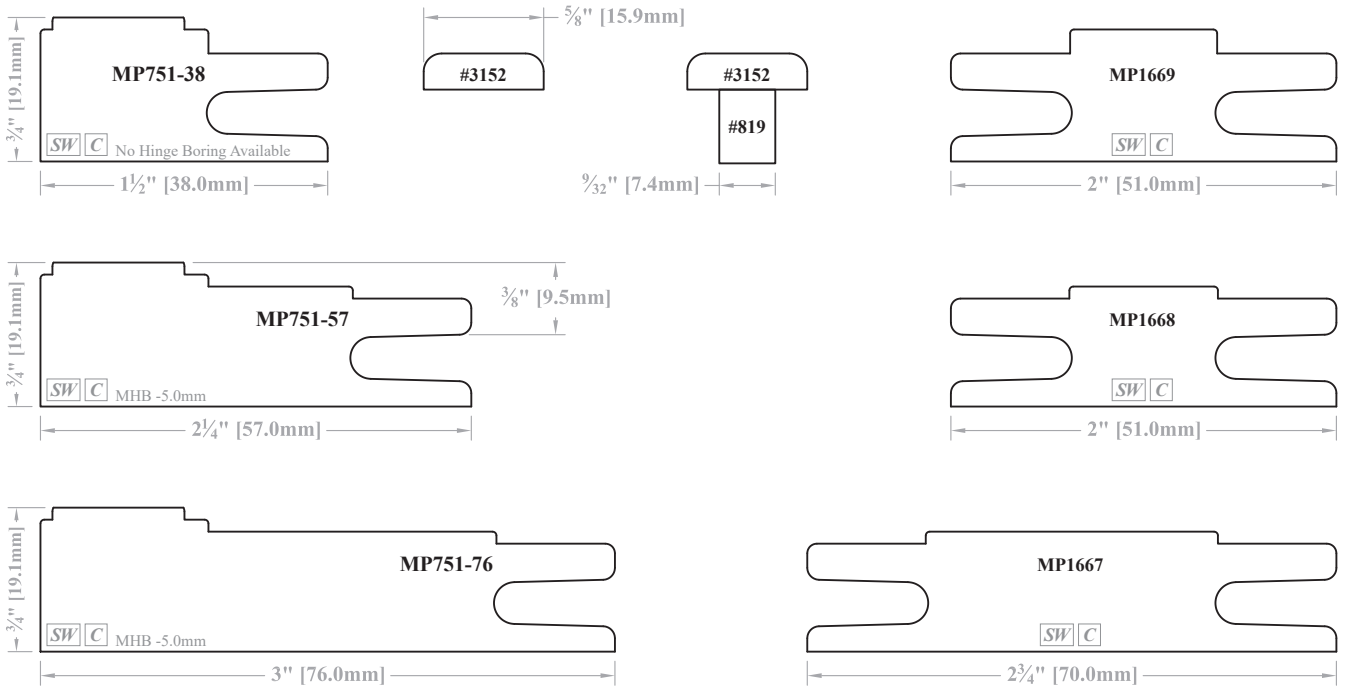 ⅝" [15.9mm]
MP751-38
#3152
#3152
MP1669
¾" [19.1mm]
#819
SW C No Hinge Boring Available
SW C
1½" [38.0mm]
9⁄32" [7.4mm]
2" [51.0mm]
⅜" [9.5mm]
MP751-57
MP1668
¾" [19.1mm]
SW C MHB -5.0mm
SW C
2¼" [57.0mm]
2" [51.0mm]
MP751-76
MP1667
¾" [19.1mm]
SW C MHB -5.0mm
SW C
3" [76.0mm]
2¾" [70.0mm]